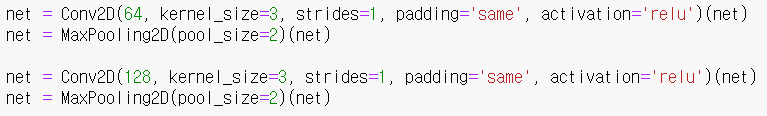 net = Conv2D(64, kernel_size=3, strides=1, padding='same', activation='relu')(net)
net = MaxPooling2D(pool_size=2)(net)
net = Conv2D(128, kernel_size=3, strides=1, padding='same', activation='relu')(net)
net = MaxPooling2D(pool_size=2)(net)